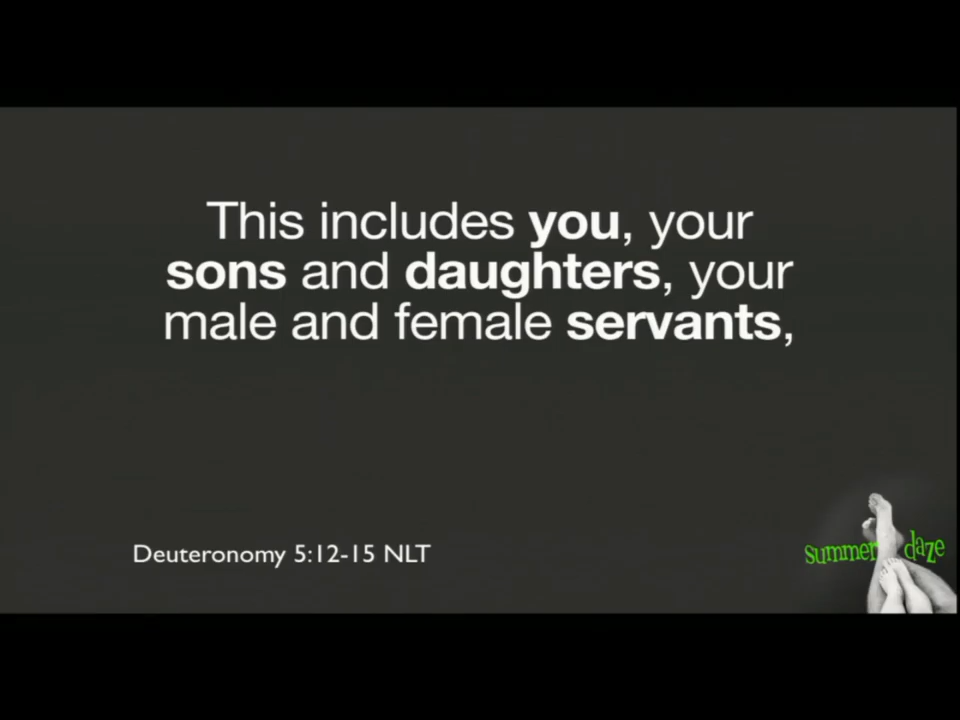 This includes you, your
sons and daughters, your
male and female servants,
Deuteronomy 5:12-15 NLT
summer daze